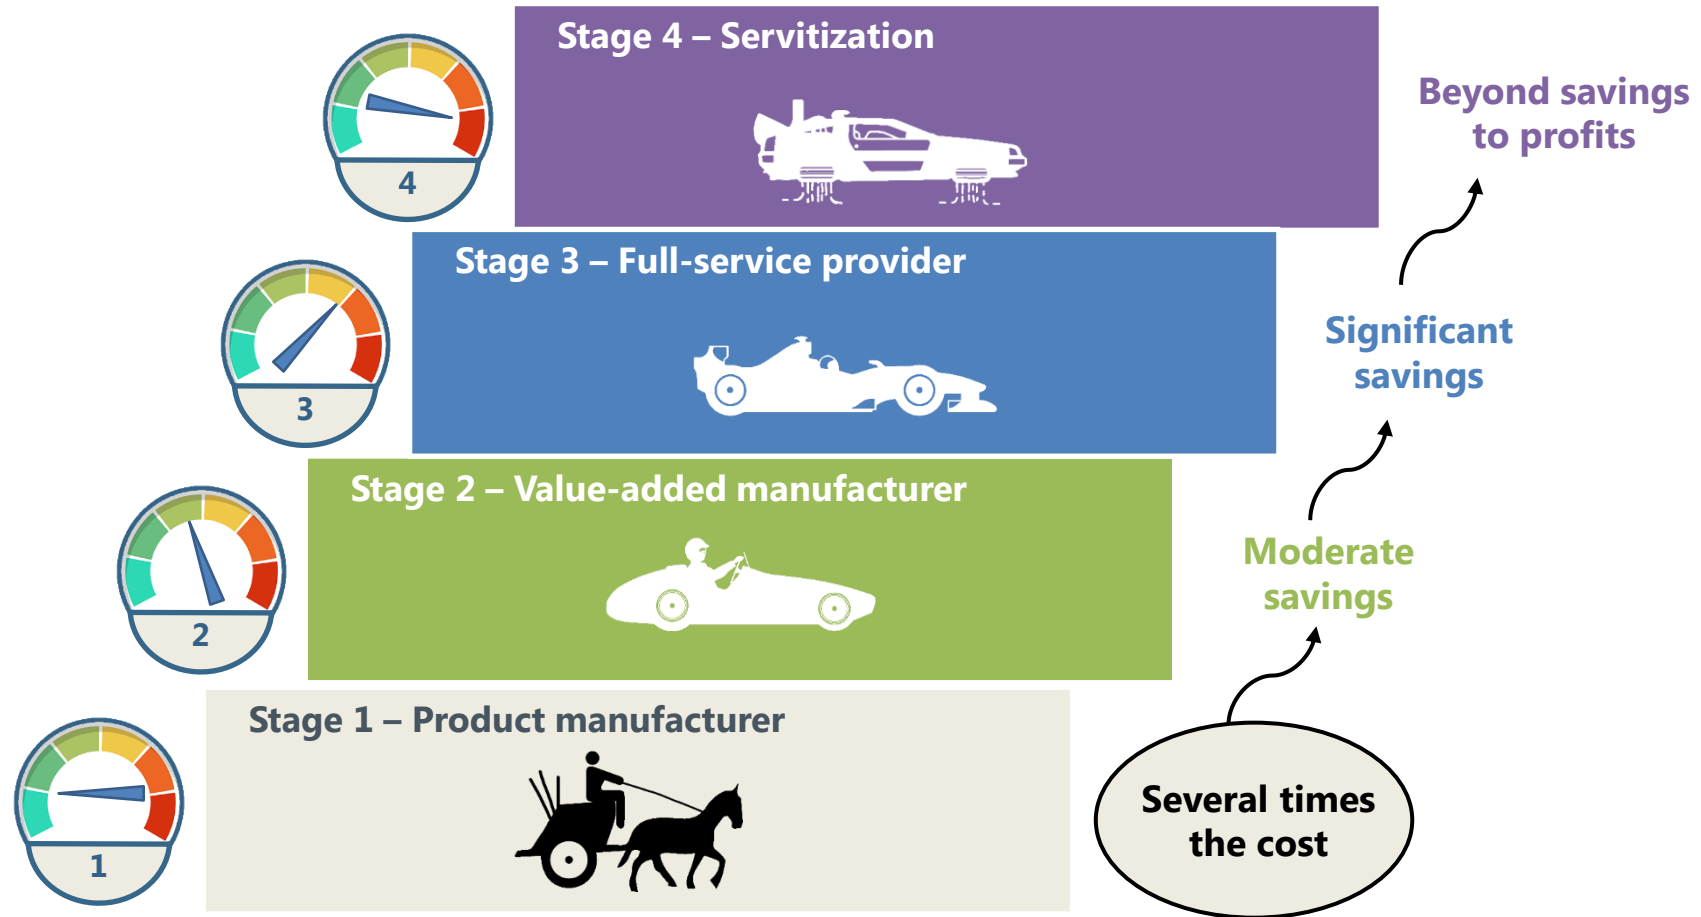 Stage 4 – Servitization
Beyond savings
to profits
4
Stage 3 – Full-service provider
Significant
savings
3
Stage 2 – Value-added manufacturer
Moderate
savings
2
Stage 1 – Product manufacturer
Several times
the cost
1